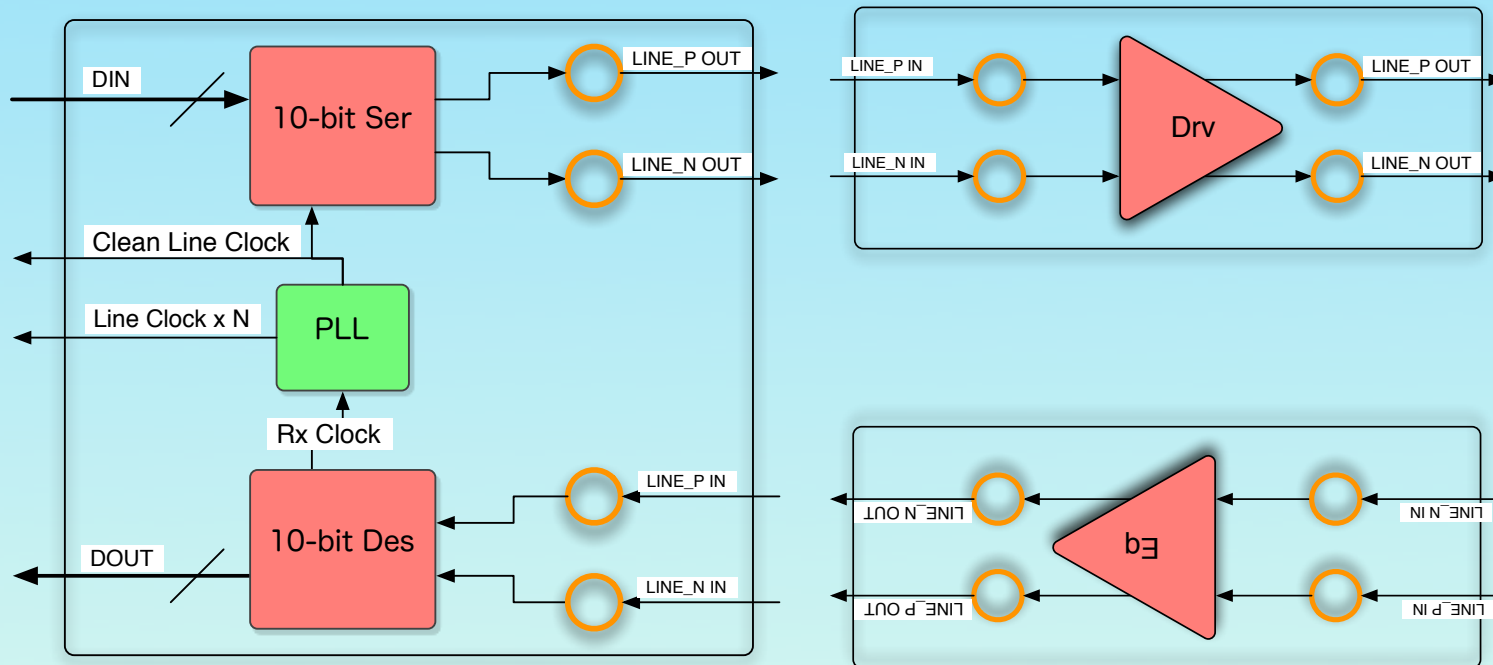 DIN
10-bit Ser
LINE_P OUT
LINE_N OUT
Clean Line Clock
Line Clock x N
PLL
Rx Clock
10-bit Des
DOUT
LINE_P IN
LINE_N IN
LINE_P IN
LINE_N IN
Drv
LINE_P OUT
LINE_N OUT
LINE_N OUT
LINE_P OUT
Eq
LINE_N IN
LINE_P IN